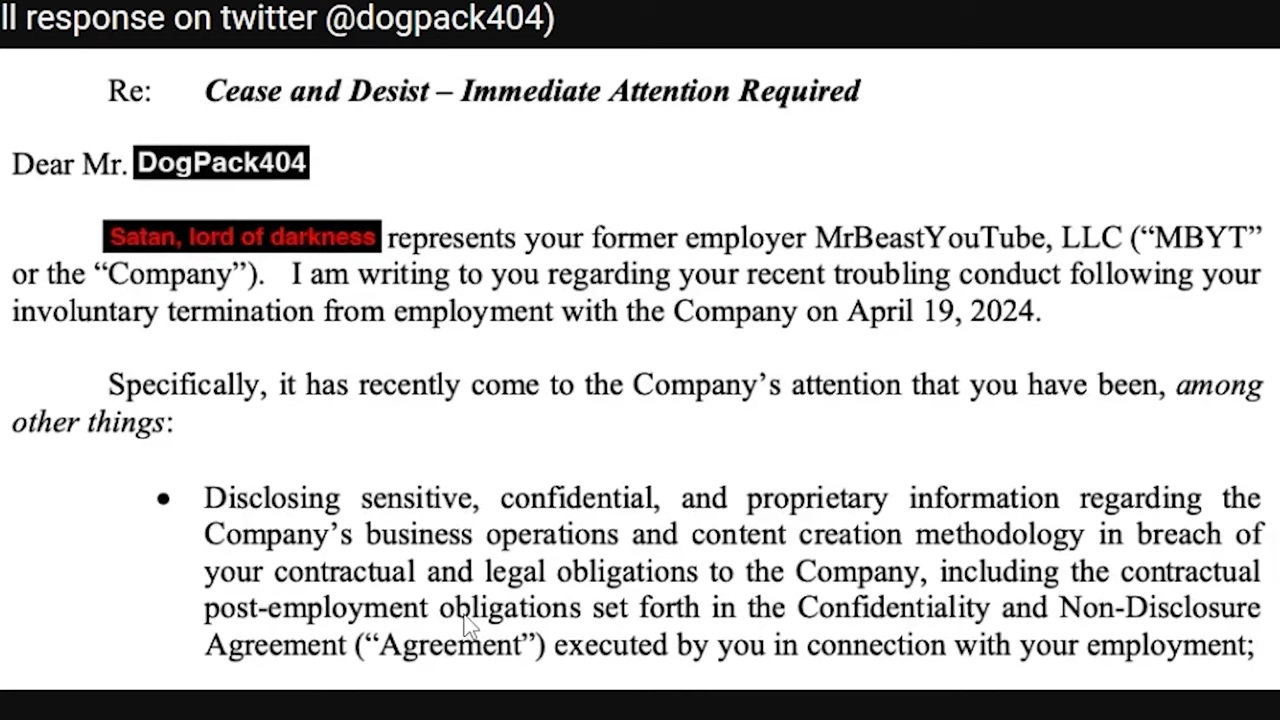 ll response on twitter @dogpack404)
Re: Cease and Desist – Immediate Attention Required
Dear Mr. DogPack404
Satan, lord of darkness represents your former employer MrBeastYouTube, LLC (“MBYT”
or the “Company”). I am writing to you regarding your recent troubling conduct following your
involuntary termination from employment with the Company on April 19, 2024.
Specifically, it has recently come to the Company’s attention that you have been, among
other things:
• Disclosing sensitive, confidential, and proprietary information regarding the
Company’s business operations and content creation methodology in breach of
your contractual and legal obligations to the Company, including the contractual
post-employment obligations set forth in the Confidentiality and Non-Disclosure
Agreement (“Agreement”) executed by you in connection with your employment;